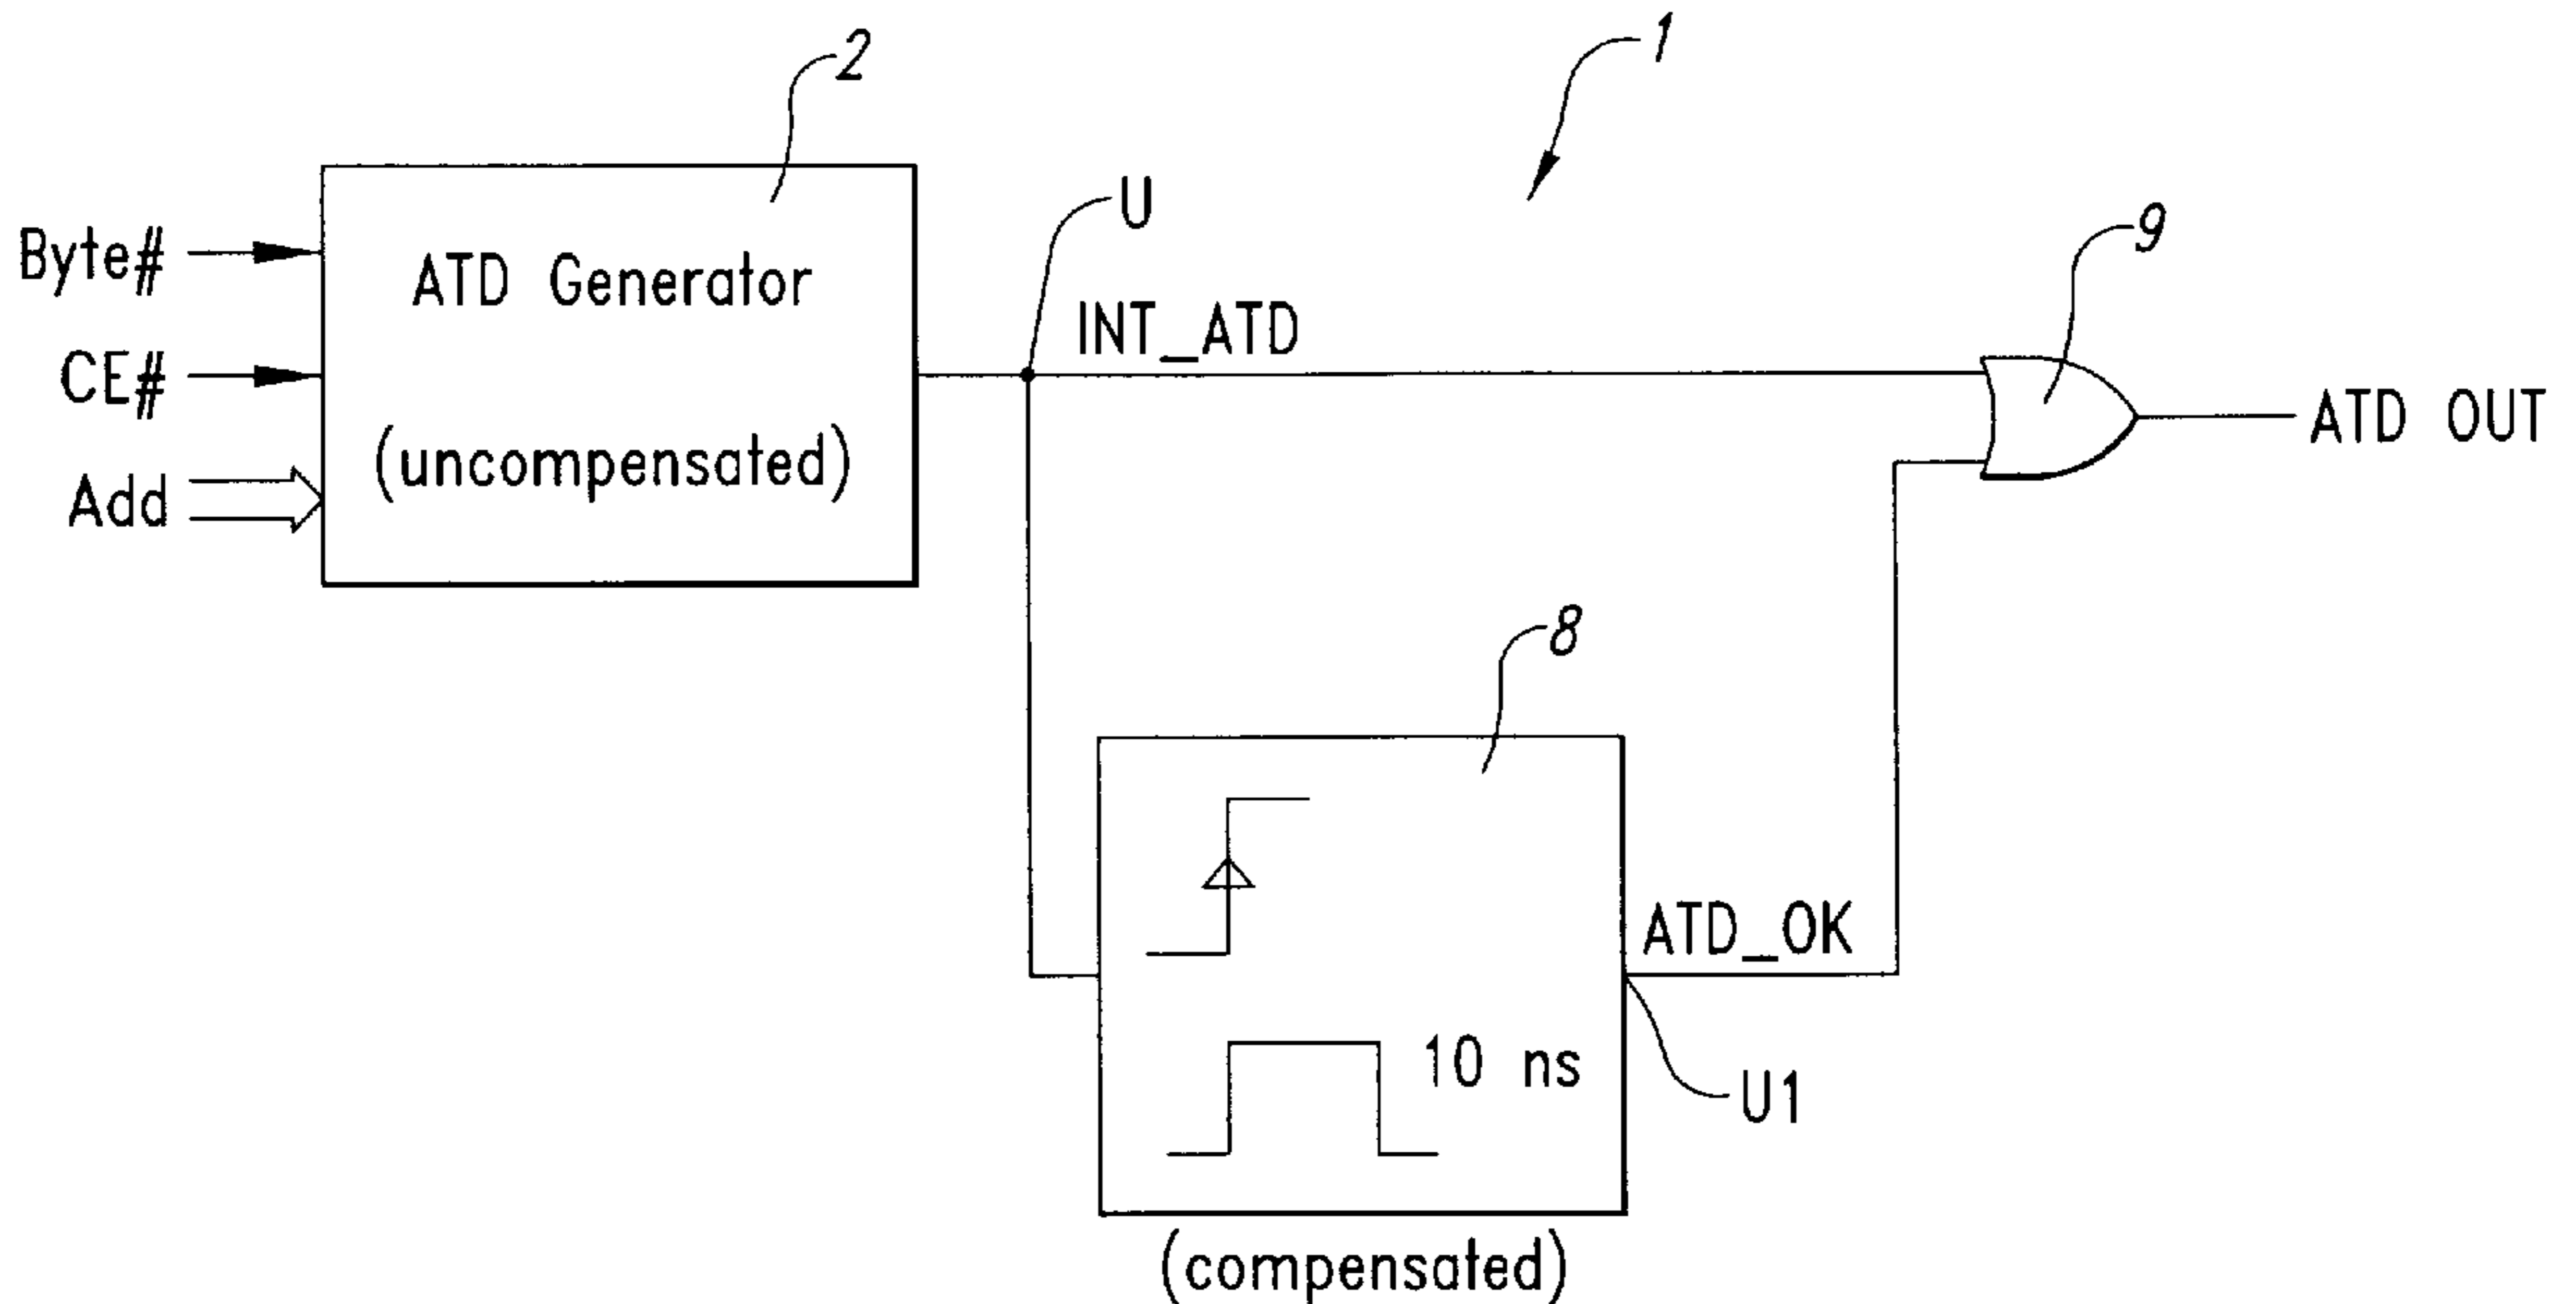 1
2
U
9
Byte#
ATD Generator
INT_ATD
CE#
ATD OUT
(uncompensated)
Add
8
ATD_OK
10 ns
U1
(compensated)